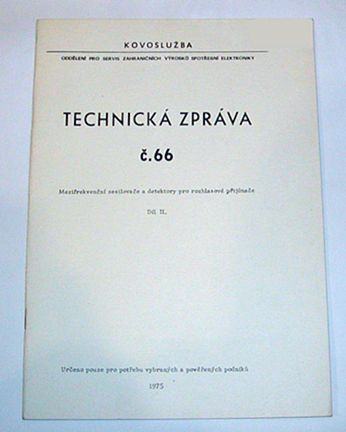 KOVOSLUŽBA
ODDĚLENÍ PRO SERVIS ZAHRANIČNÍCH VÝROBKŮ SPOTŘEBNÍ ELEKTRONIKY
TECHNICKÁ ZPRÁVA
č.66
Mezifrekvenční zesilovače a detektory pro rozhlasové přijímače
Díl II.
Určeno pouze pro potřebu vybraných a pověřených podniků
1975